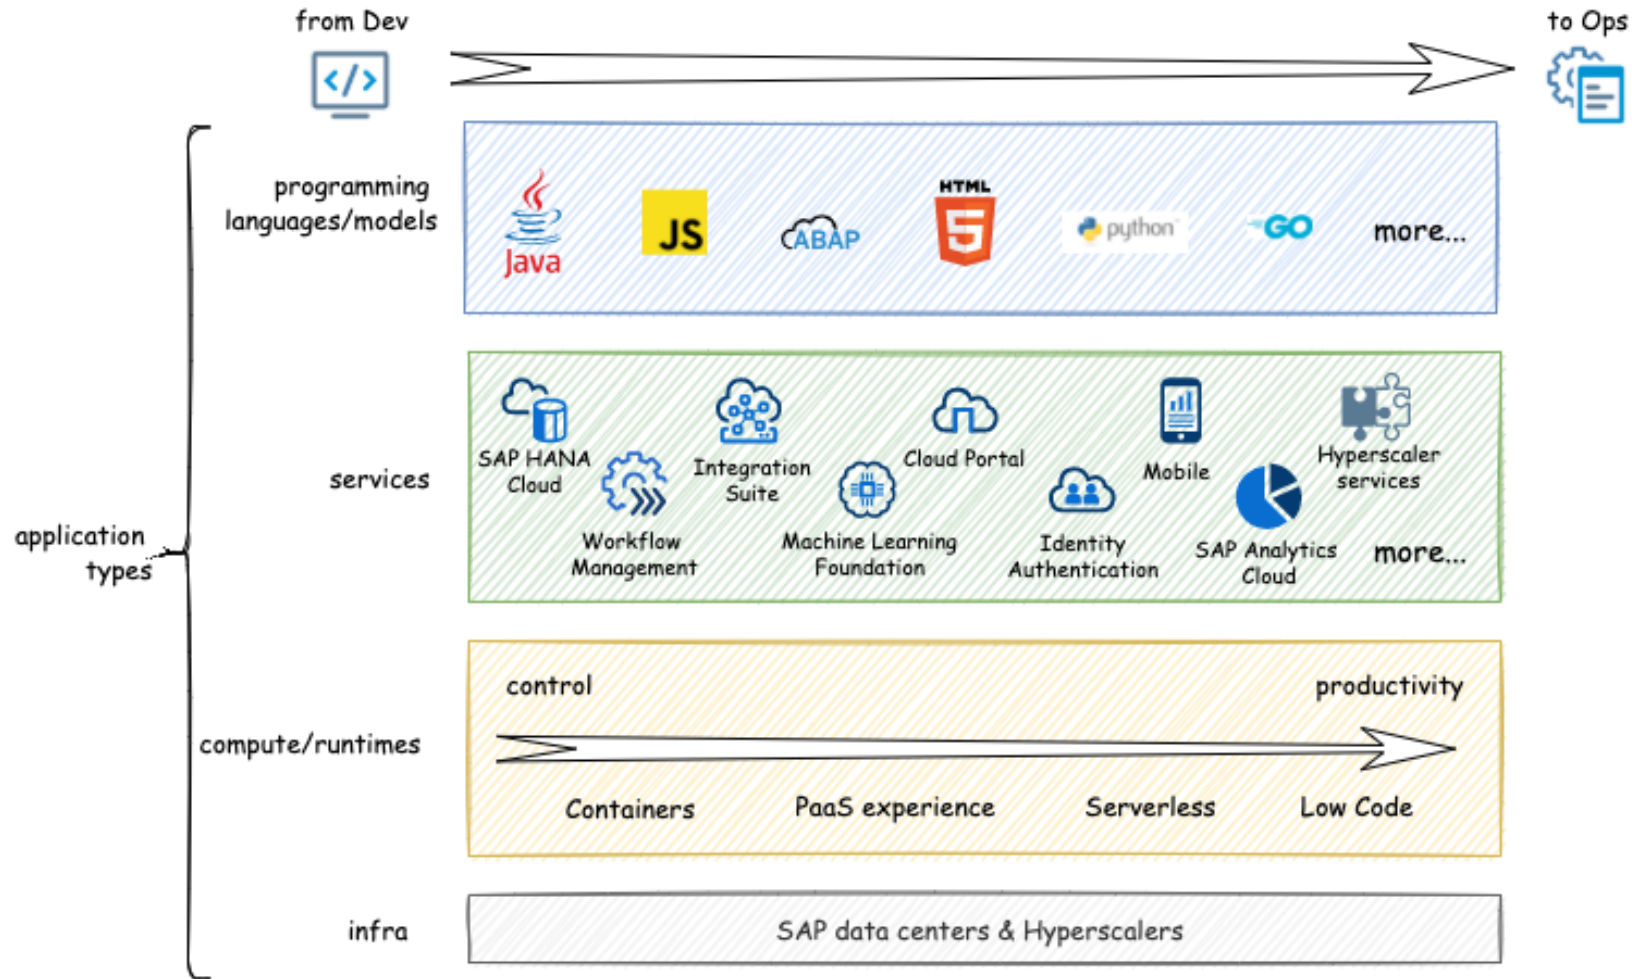 from Dev
to Ops
programming
languages/models
Java
JS
ABAP
HTML
5
python
GO
more...
services
SAP HANA
Cloud
Workflow
Management
Integration
Suite
Machine Learning
Foundation
Cloud Portal
Identity
Authentication
Mobile
SAP Analytics
Cloud
Hyperscaler
services
more...
application
types
compute/runtimes
control
productivity
Containers
PaaS experience
Serverless
Low Code
infra
SAP data centers & Hyperscalers